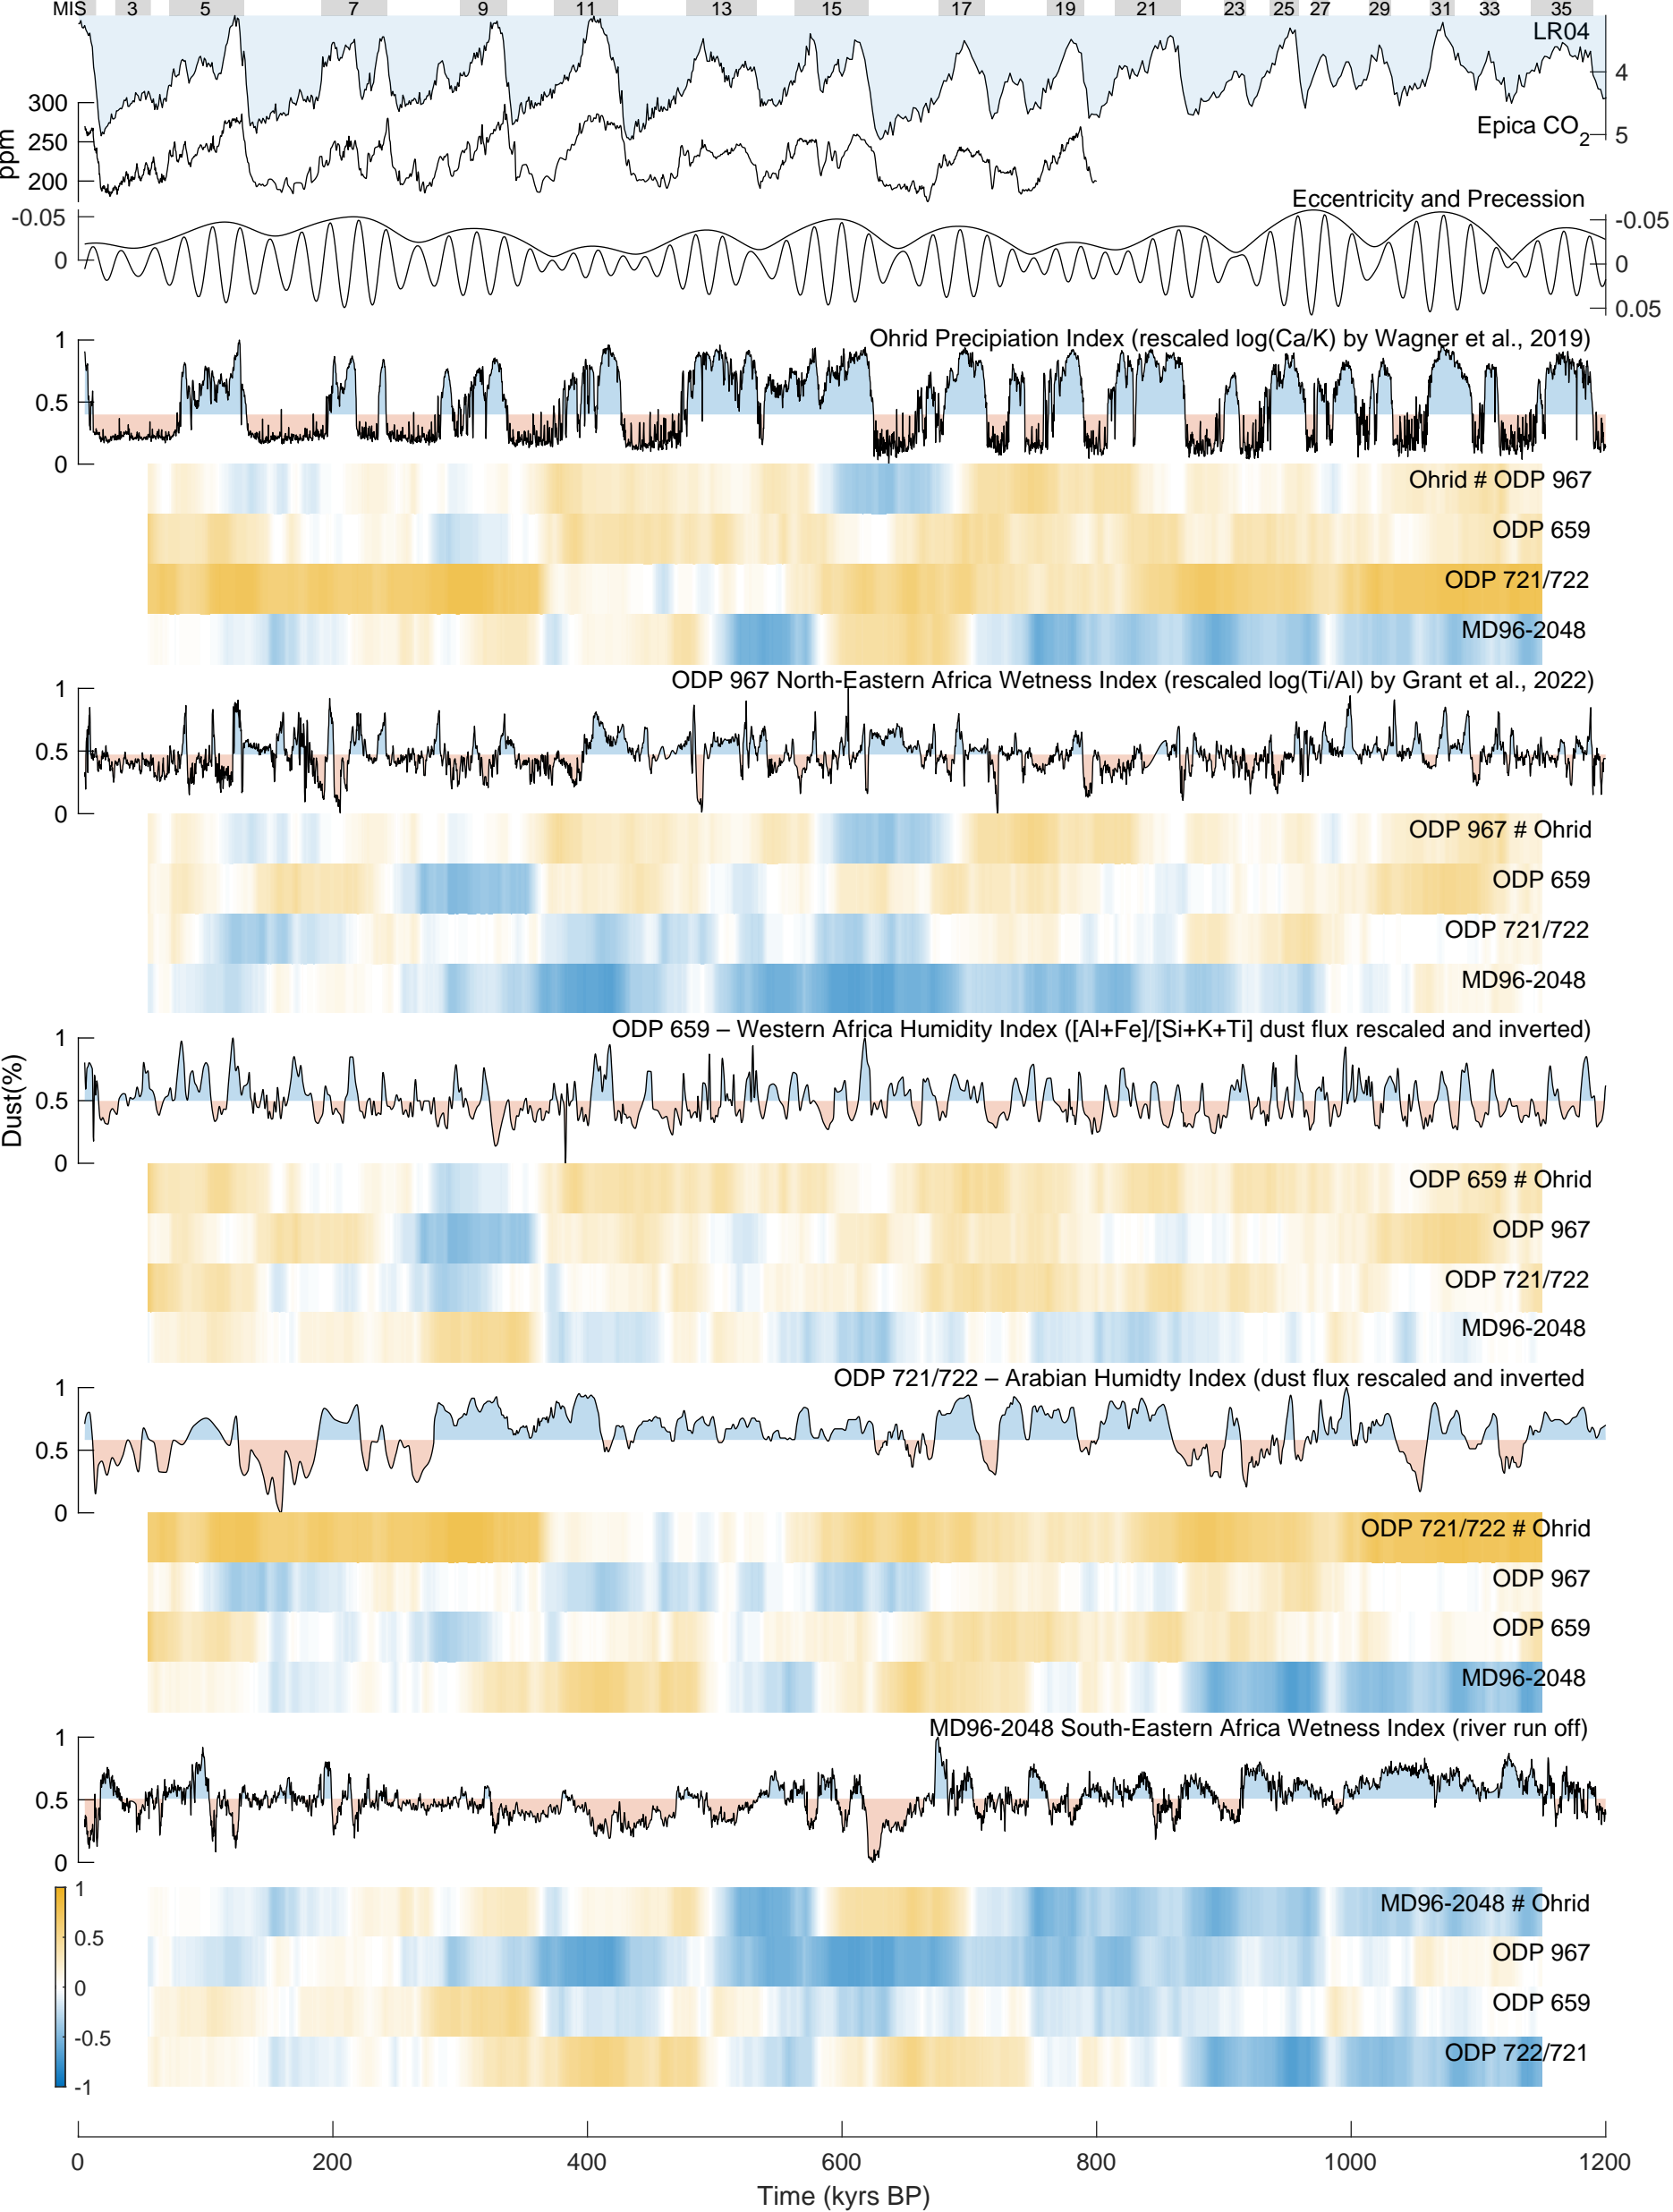 MIS 3 5 7 9 11 13 15 17 19 21 23 25 27 29 31 33 35
LR04
4
300
Epica CO2
5
250
ppm
200
Eccentricity and Precession
-0.05
-0.05
0
0
0.05
Ohrid Precipiation Index (rescaled log(Ca/K) by Wagner et al., 2019)
1
0.5
0
Ohrid # ODP 967
ODP 659
ODP 721/722
MD96-2048
ODP 967 North-Eastern Africa Wetness Index (rescaled log(Ti/Al) by Grant et al., 2022)
1
0.5
0
ODP 967 # Ohrid
ODP 659
ODP 721/722
MD96-2048
ODP 659 – Western Africa Humidity Index ([Al+Fe]/[Si+K+Ti] dust flux rescaled and inverted)
1
0.5
0
Dust(%)
ODP 659 # Ohrid
ODP 967
ODP 721/722
MD96-2048
ODP 721/722 – Arabian Humidty Index (dust flux rescaled and inverted
1
0.5
0
ODP 721/722 # Ohrid
ODP 967
ODP 659
MD96-2048
MD96-2048 South-Eastern Africa Wetness Index (river run off)
1
0.5
0
1
0.5
0
-0.5
-1
MD96-2048 # Ohrid
ODP 967
ODP 659
ODP 722/721
0 200 400 600 800 1000 1200
Time (kyrs BP)